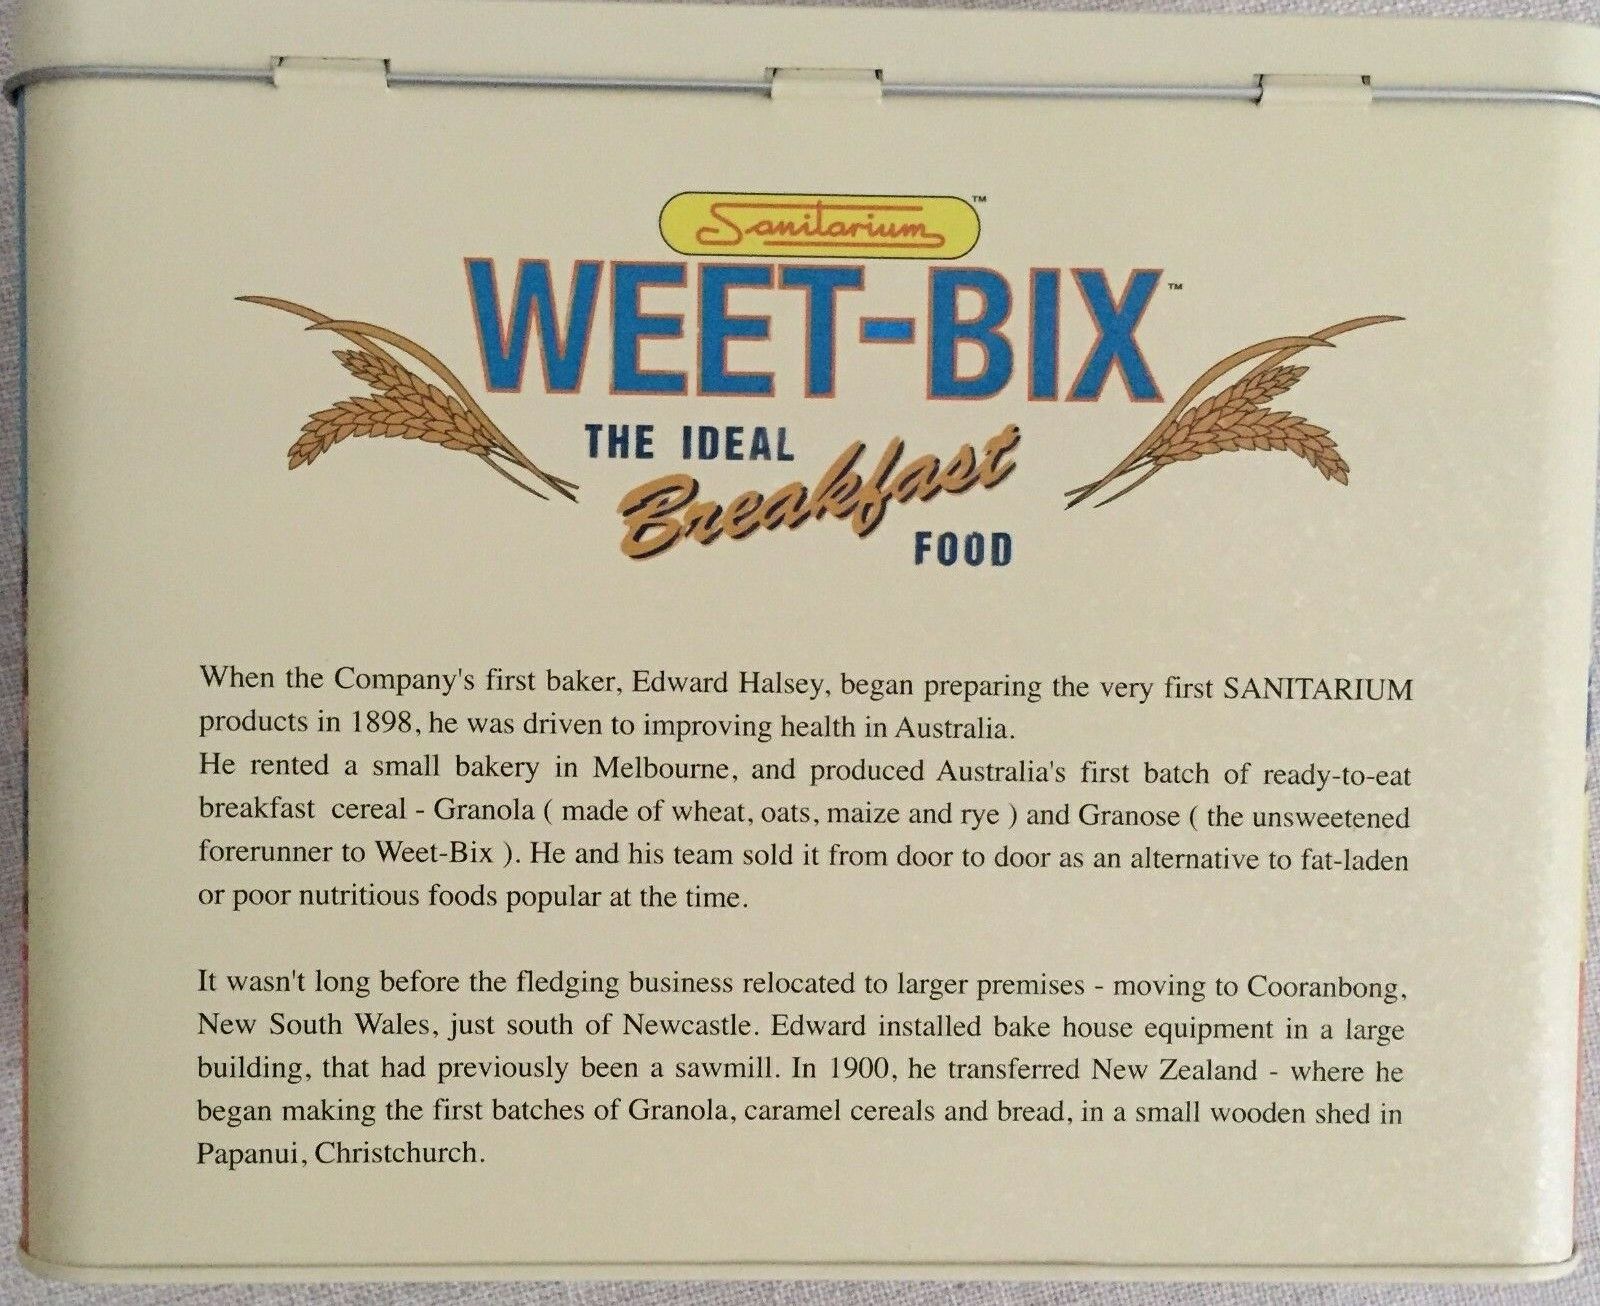 Sanitarium™
WEET-BIX™
THE IDEAL
Breakfast
FOOD
When the Company's first baker, Edward Halsey, began preparing the very first SANITARIUM
products in 1898, he was driven to improving health in Australia.
He rented a small bakery in Melbourne, and produced Australia's first batch of ready-to-eat
breakfast cereal - Granola ( made of wheat, oats, maize and rye ) and Granose ( the unsweetened
forerunner to Weet-Bix ). He and his team sold it from door to door as an alternative to fat-laden
or poor nutritious foods popular at the time.
It wasn't long before the fledging business relocated to larger premises - moving to Cooranbong,
New South Wales, just south of Newcastle. Edward installed bake house equipment in a large
building, that had previously been a sawmill. In 1900, he transferred New Zealand - where he
began making the first batches of Granola, caramel cereals and bread, in a small wooden shed in
Papanui, Christchurch.